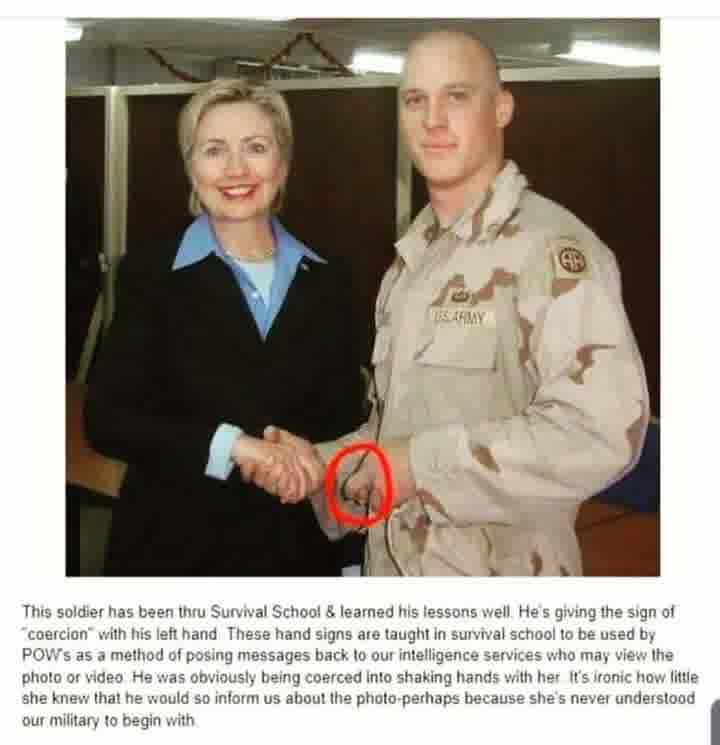 U.S. ARMY
This soldier has been thru Survival School & learned his lessons well. He's giving the sign of
"coercion" with his left hand. These hand signs are taught in survival school to be used by
POW's as a method of posing messages back to our intelligence services who may view the
photo or video. He was obviously being coerced into shaking hands with her. It's ironic how little
she knew that he would so inform us about the photo-perhaps because she's never understood
our military to begin with.